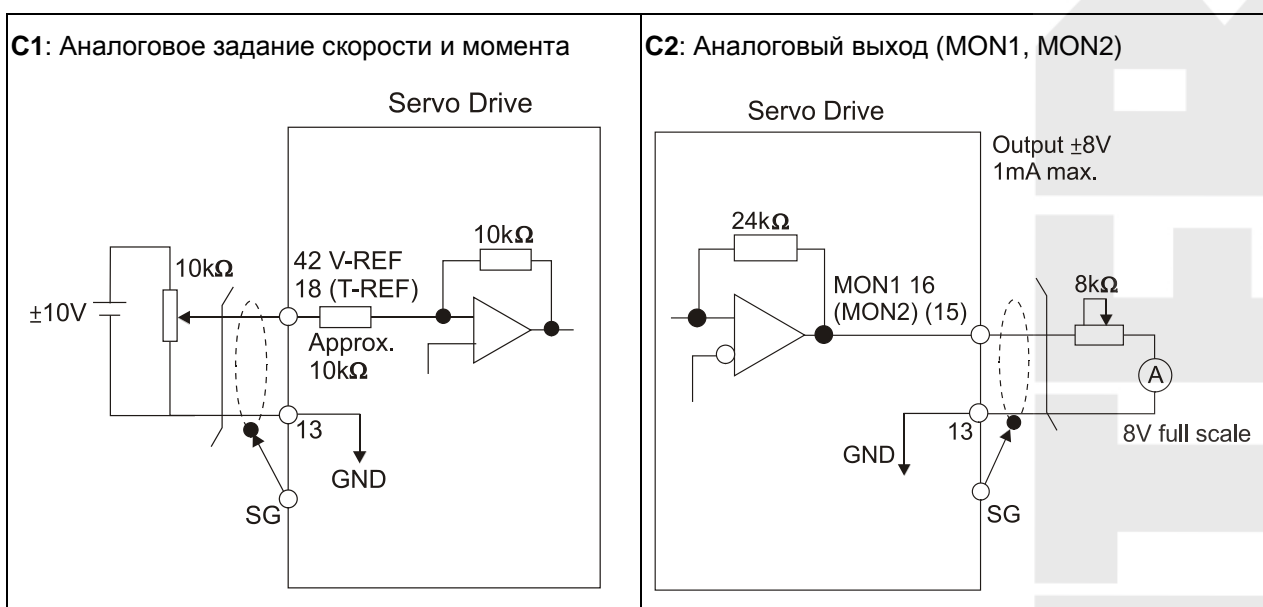 C1: Аналоговое задание скорости и момента
Servo Drive
10kΩ
±10V
42 V-REF
18 (T-REF)
Approx.
10kΩ
10kΩ
13
GND
SG
C2: Аналоговый выход (MON1, MON2)
Servo Drive
Output ±8V
1mA max.
24kΩ
MON1 16
(MON2) (15)
8kΩ
A
13
GND
8V full scale
SG